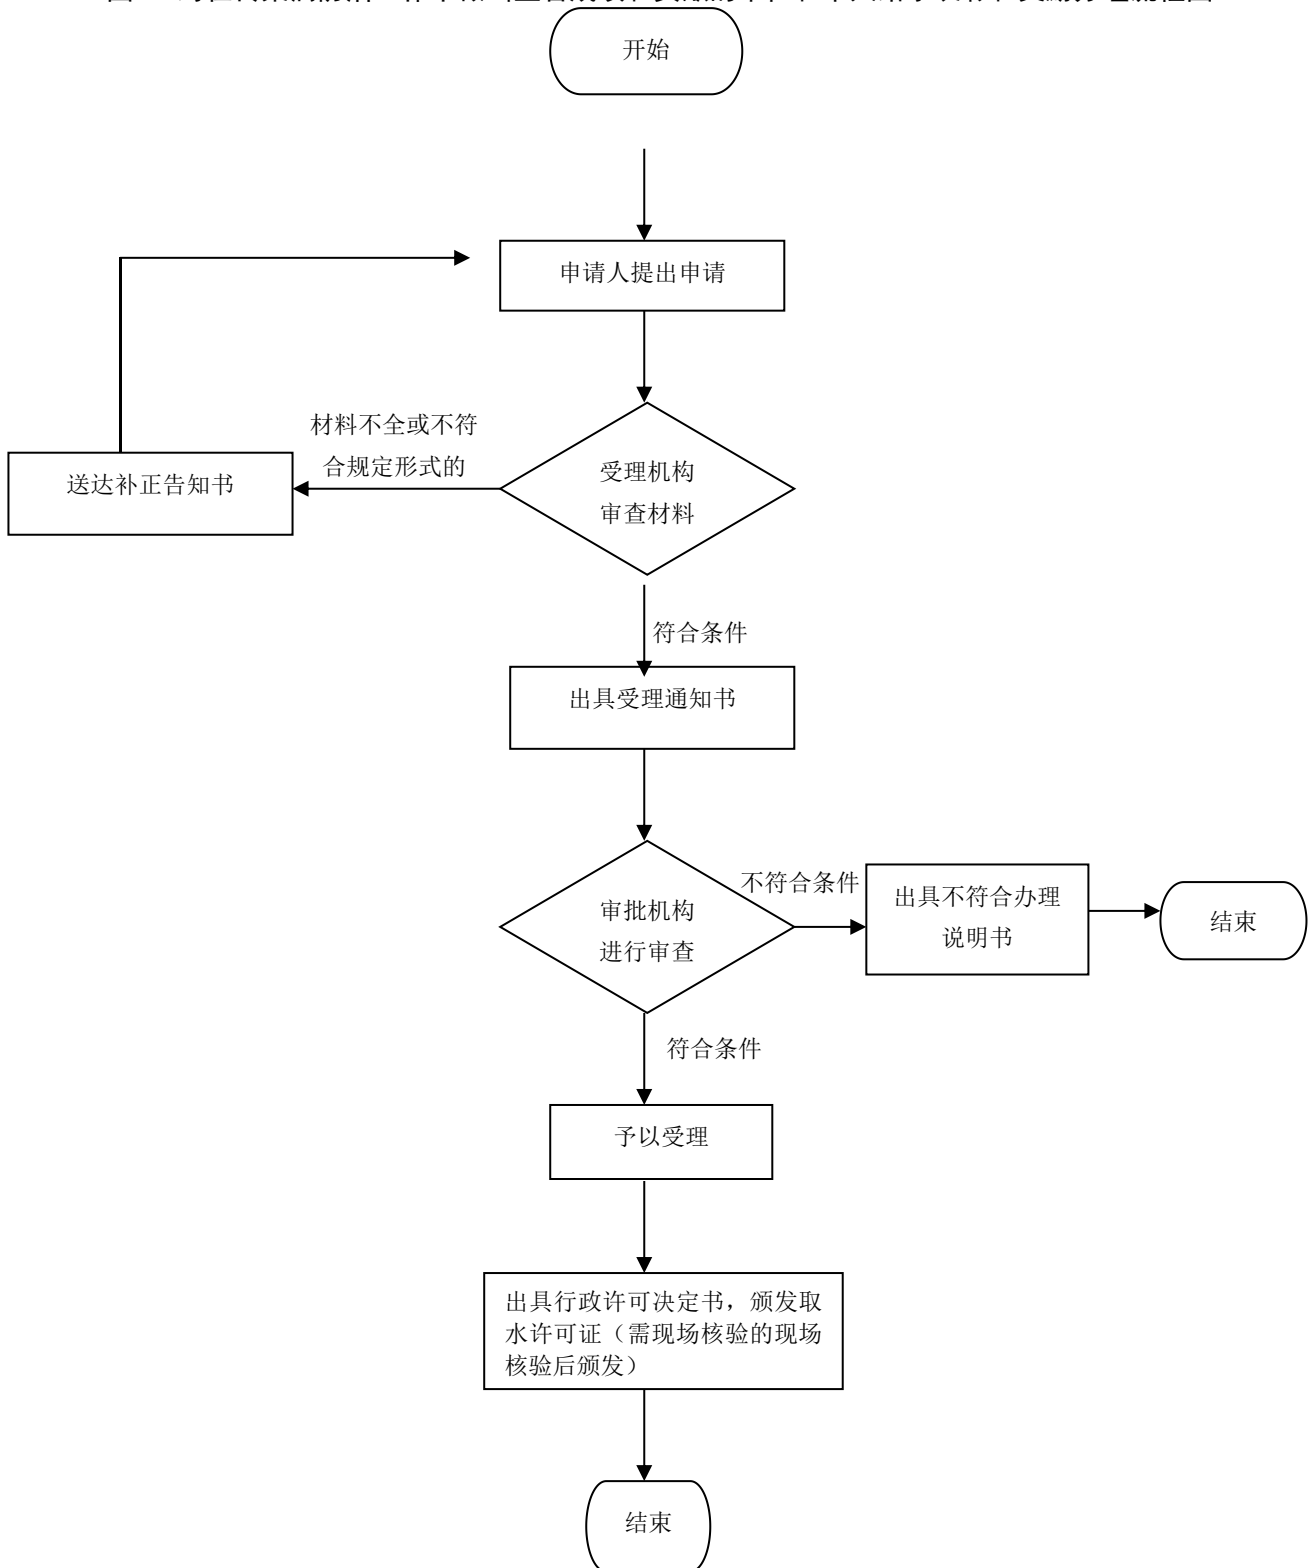 开始
申请人提出申请
材料不全或不符
合规定形式的
送达补正告知书
受理机构
审查材料
符合条件
出具受理通知书
审批机构
进行审查
不符合条件
出具不符合办理
说明书
结束
符合条件
予以受理
出具行政许可决定书，颁发取
水许可证（需现场核验的现场
核验后颁发）
结束